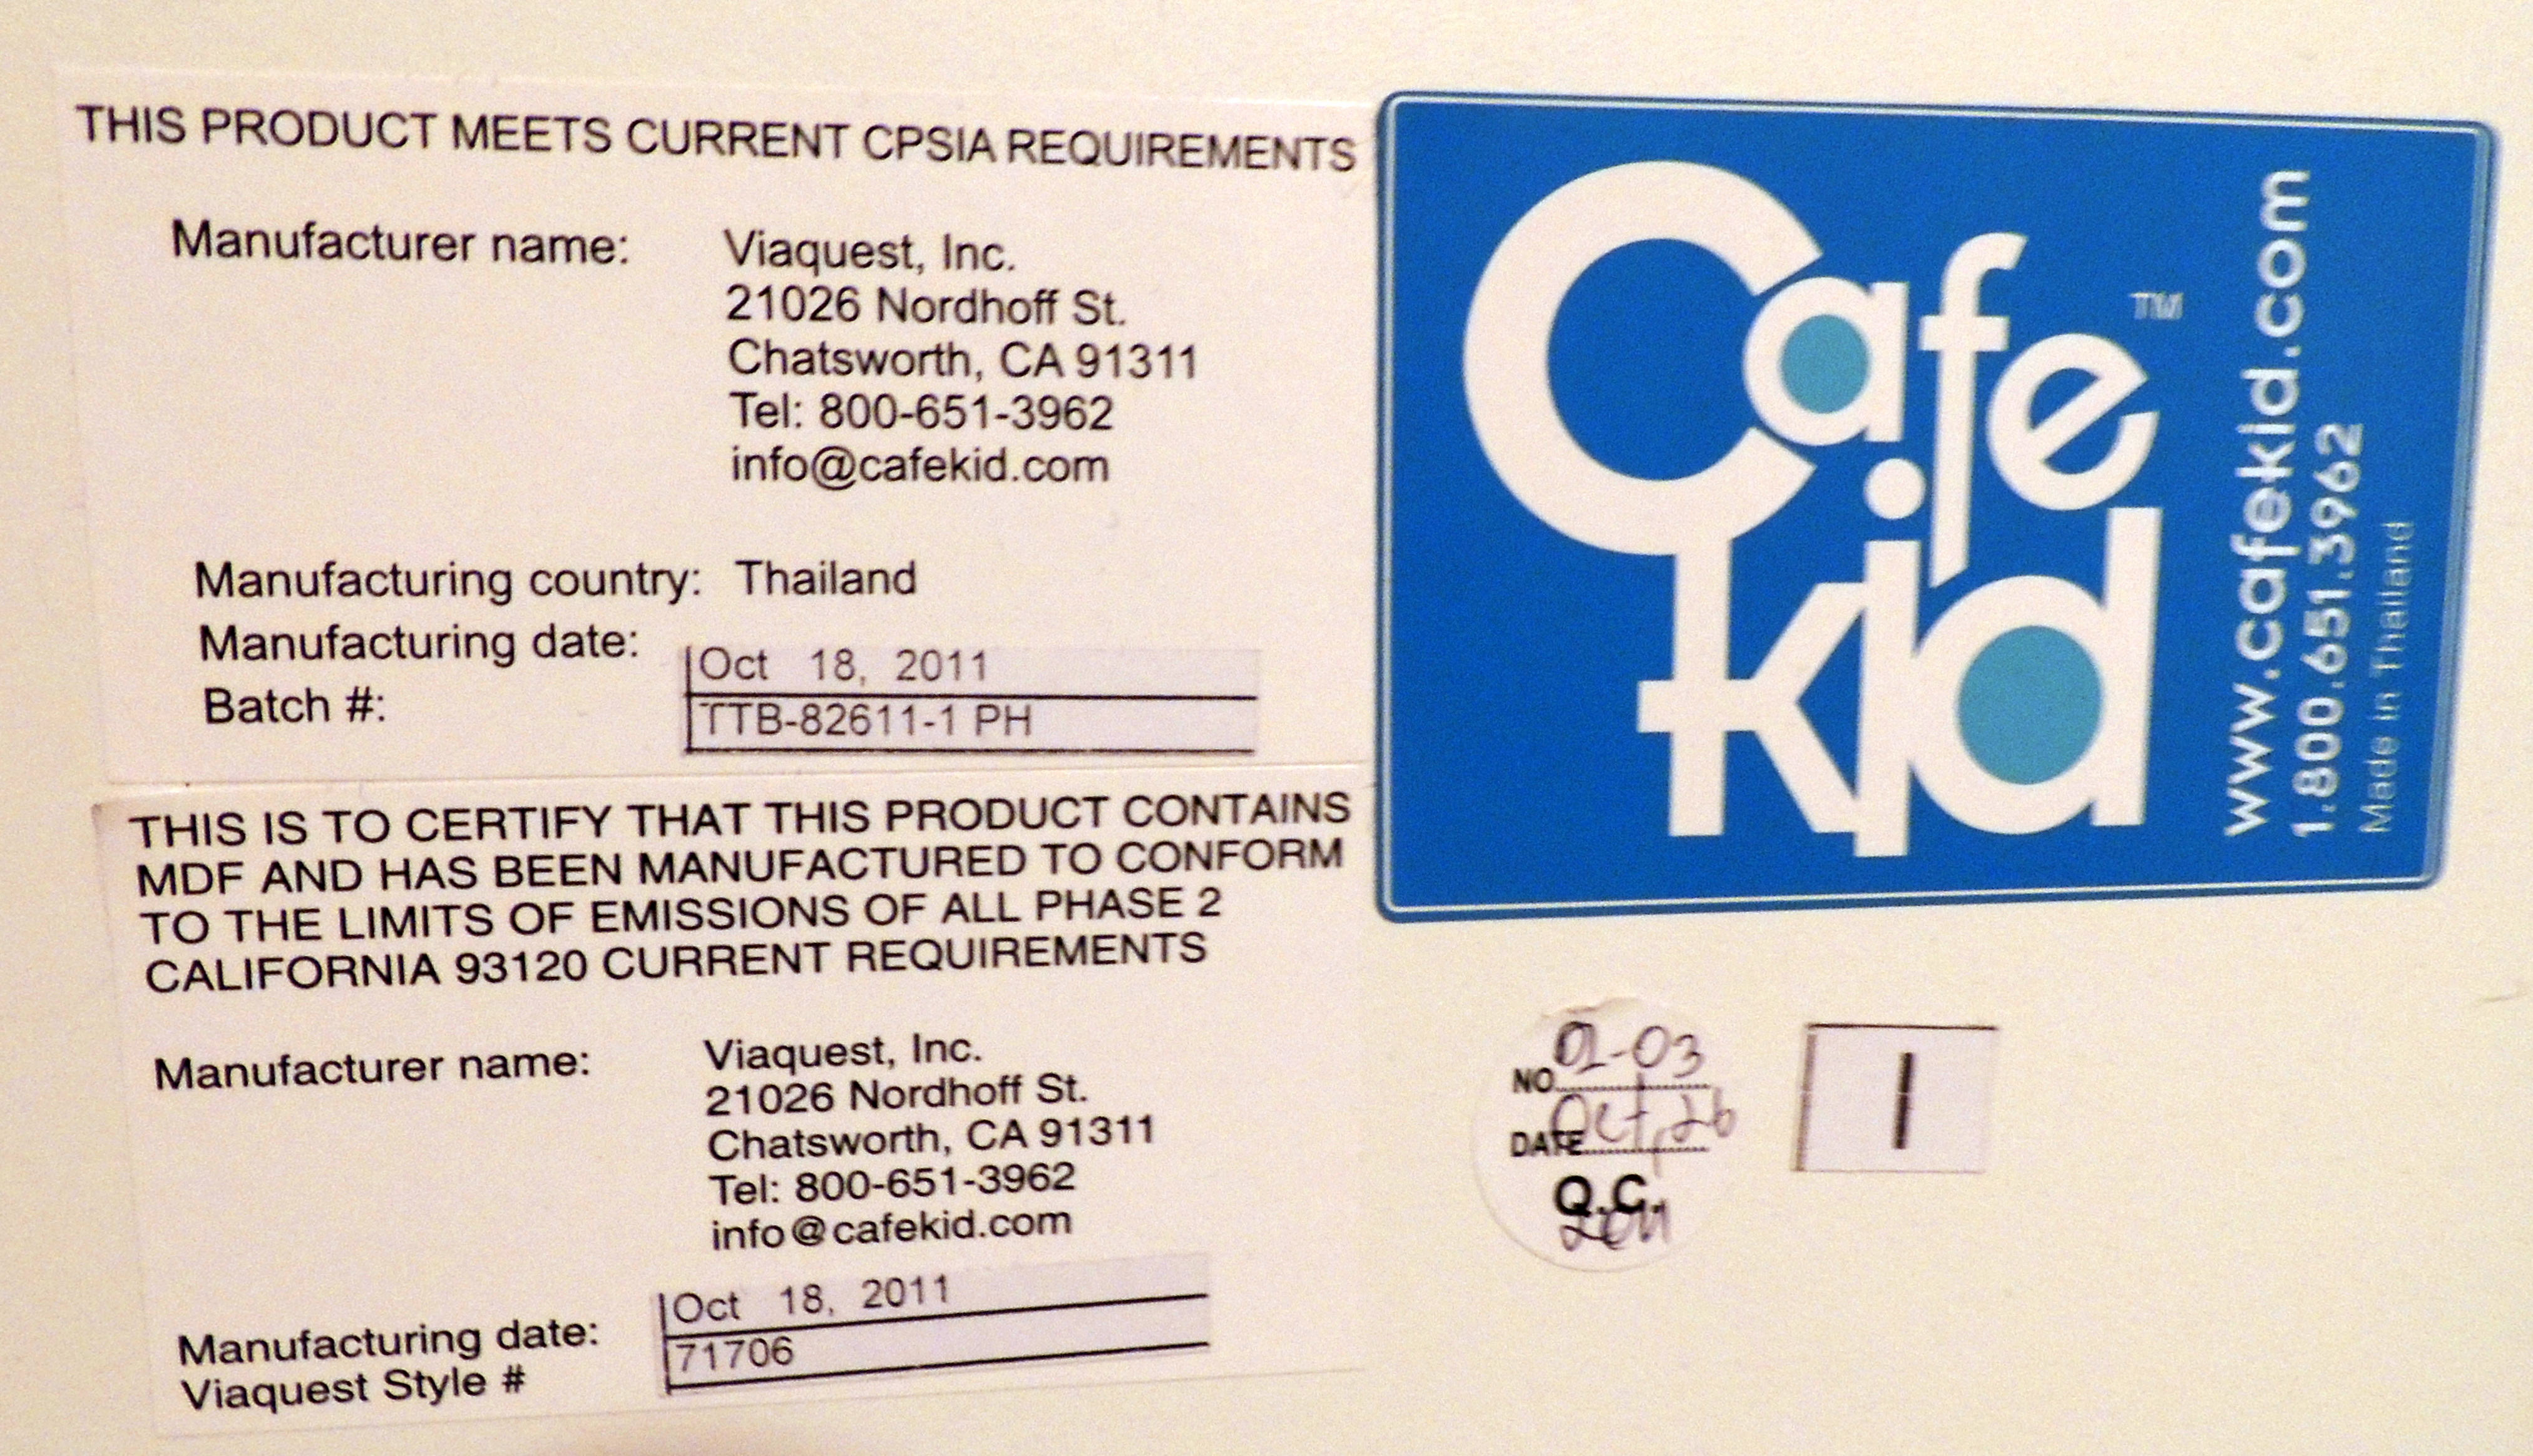 THIS PRODUCT MEETS CURRENT CPSIA REQUIREMENTS
Manufacturer name: Viaquest, Inc.
21026 Nordhoff St.
Chatsworth, CA 91311
Tel: 800-651-3962
info@cafekid.com
Manufacturing country: Thailand
Manufacturing date: Oct 18, 2011
Batch #: TTB-82611-1 PH
THIS IS TO CERTIFY THAT THIS PRODUCT CONTAINS
MDF AND HAS BEEN MANUFACTURED TO CONFORM
TO THE LIMITS OF EMISSIONS OF ALL PHASE 2
CALIFORNIA 93120 CURRENT REQUIREMENTS
Manufacturer name: Viaquest, Inc.
21026 Nordhoff St.
Chatsworth, CA 91311
Tel: 800-651-3962
info@cafekid.com
Manufacturing date: Oct 18, 2011
Viaquest Style # 71706
Cafe TM
kid
www.cafekid.com
1.800.651.3962
Made in Thailand
NO.
DATE Oct, 26
Q.C.
2011
1